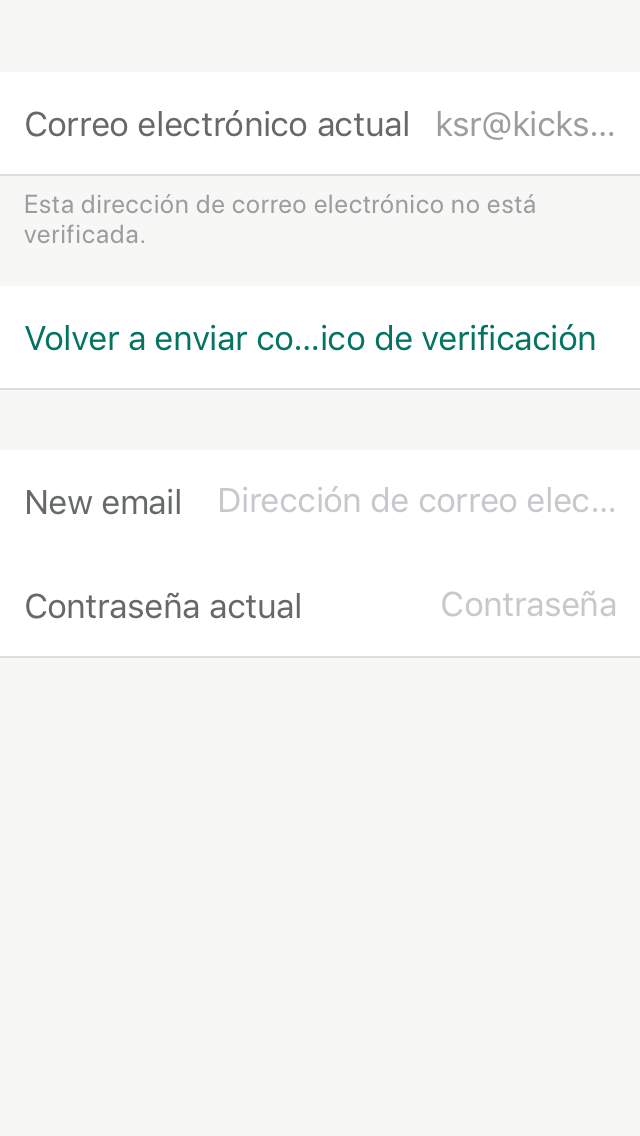 Correo electrónico actual ksr@kicks...
Esta dirección de correo electrónico no está
verificada.
Volver a enviar co...ico de verificación
New email Dirección de correo elec...
Contraseña actual Contraseña